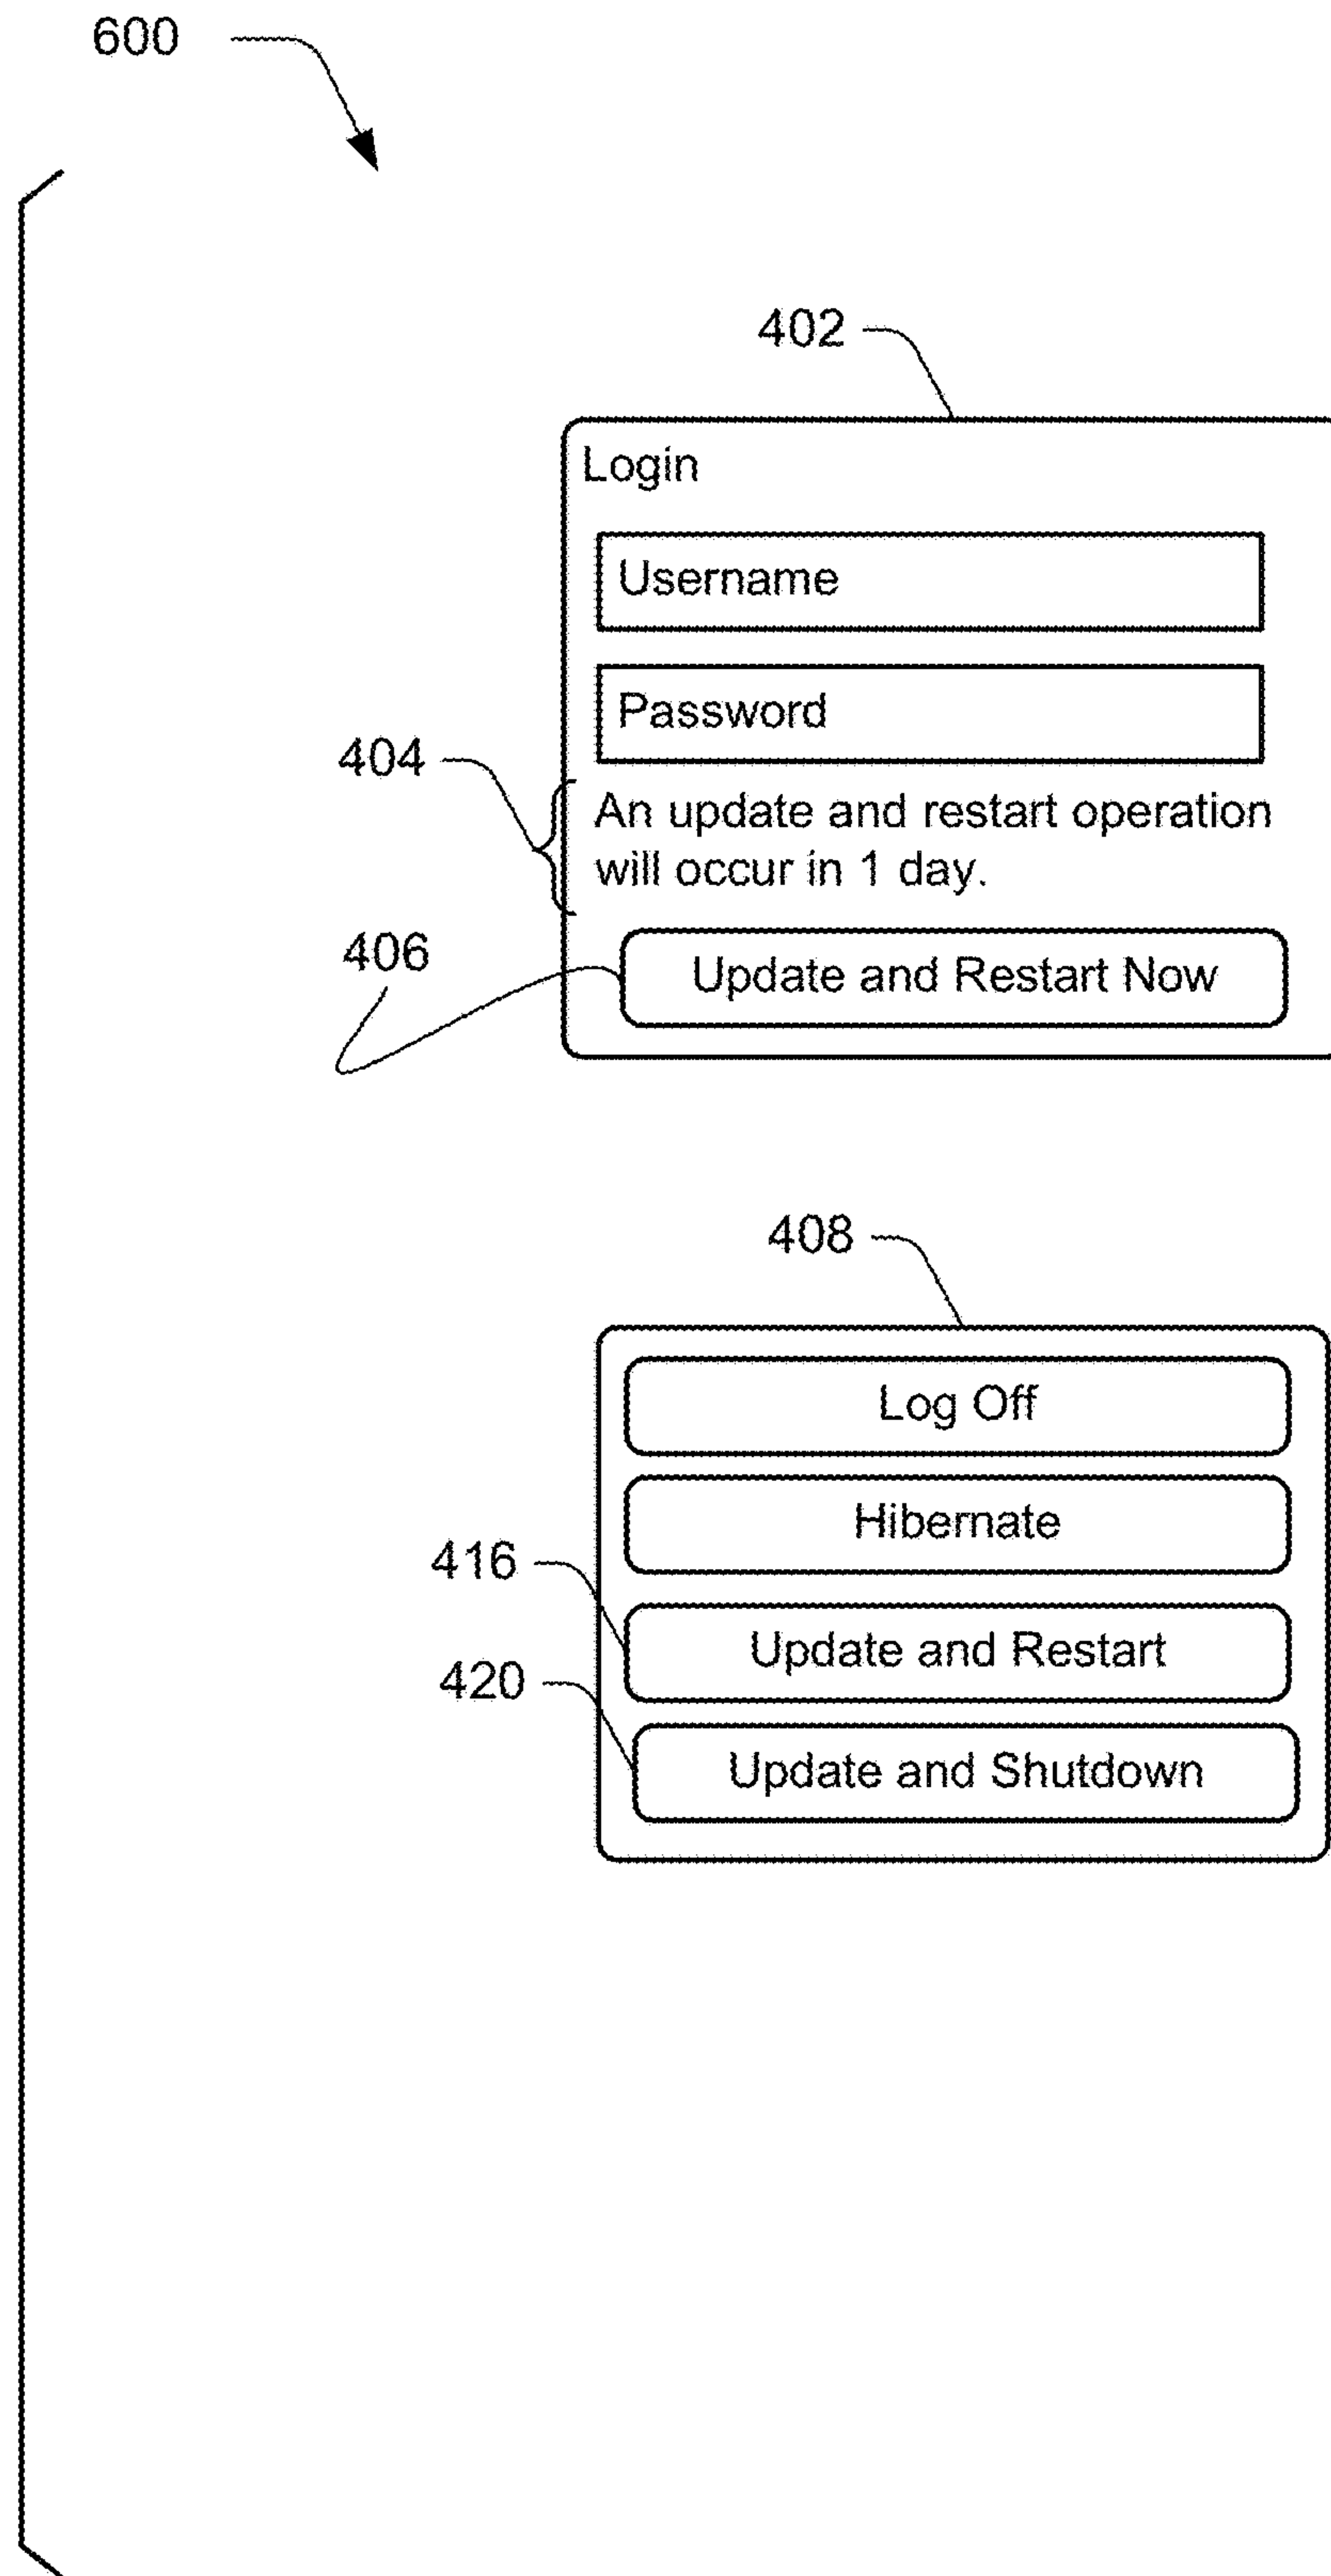 600
402
Login
Username
Password
404
An update and restart operation
will occur in 1 day.
406
Update and Restart Now
408
Log Off
Hibernate
416
Update and Restart
420
Update and Shutdown